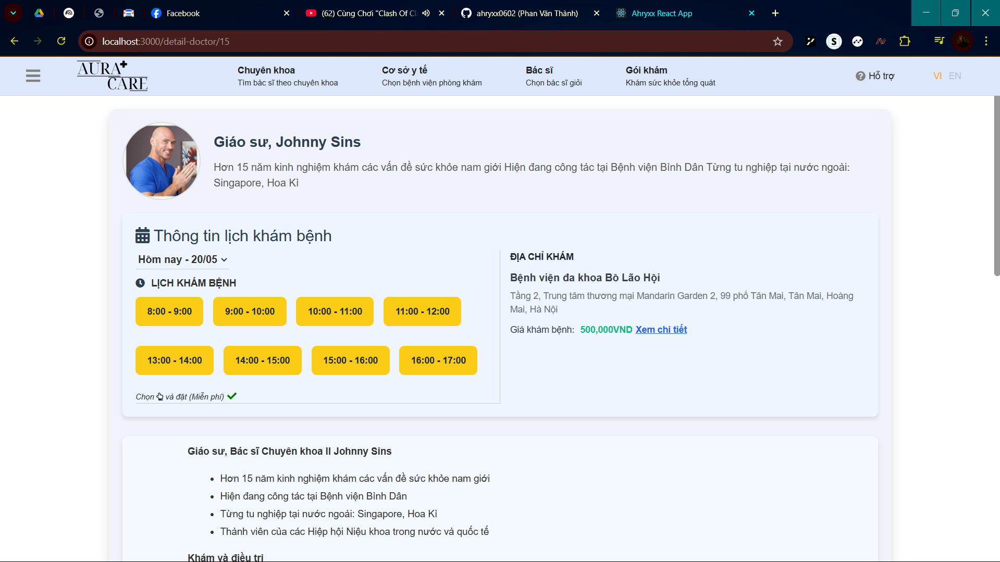 Facebook
(62) Cùng Chơi "Clash Of Cl
ahryxx0602 (Phan Văn Thành)
Ahryxx React App
localhost:3000/detail-doctor/15
AURA
CARE
Chuyên khoa
Tìm bác sĩ theo chuyên khoa
Cơ sở y tế
Chọn bệnh viện phòng khám
Bác sĩ
Chọn bác sĩ giỏi
Gói khám
Khám sức khỏe tổng quát
Hỗ trợ
VI EN
Giáo sư, Johnny Sins
Hơn 15 năm kinh nghiệm khám các vấn đề sức khỏe nam giới Hiện đang công tác tại Bệnh viện Bình Dân Từng tu nghiệp tại nước ngoài:
Singapore, Hoa Kì
Thông tin lịch khám bệnh
Hôm nay - 20/05
LỊCH KHÁM BỆNH
8:00 - 9:00
9:00 - 10:00
10:00 - 11:00
11:00 - 12:00
13:00 - 14:00
14:00 - 15:00
15:00 - 16:00
16:00 - 17:00
Chọn và đặt (Miễn phí)
ĐỊA CHỈ KHÁM
Bệnh viện đa khoa Bô Lão Hội
Tầng 2, Trung tâm thương mại Mandarin Garden 2, 99 phố Tân Mai, Tân Mai, Hoàng
Mai, Hà Nội
Giá khám bệnh: 500,000VND Xem chi tiết
Giáo sư, Bác sĩ Chuyên khoa II Johnny Sins
Hơn 15 năm kinh nghiệm khám các vấn đề sức khỏe nam giới
Hiện đang công tác tại Bệnh viện Bình Dân
Từng tu nghiệp tại nước ngoài: Singapore, Hoa Kì
Thành viên của các Hiệp hội Niệu khoa trong nước và quốc tế
Khám và điều trị